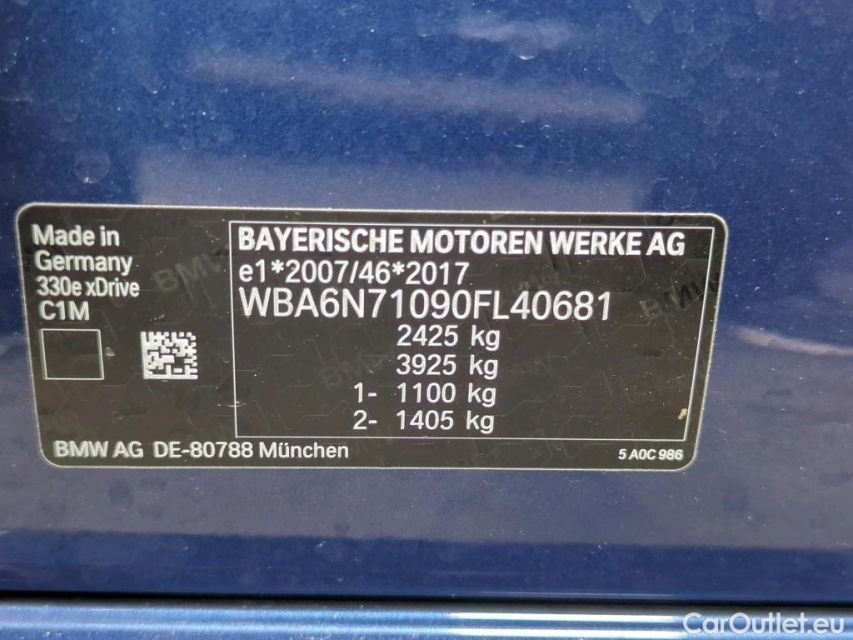 Made in
Germany
330e xDrive
C1M
BAYERISCHE MOTOREN WERKE AG
e1*2007/46*2017
WBA6N71090FL40681
2425 kg
3925 kg
1- 1100 kg
2- 1405 kg
BMW AG DE-80788 München
5 A0C 986
CarOutlet.eu